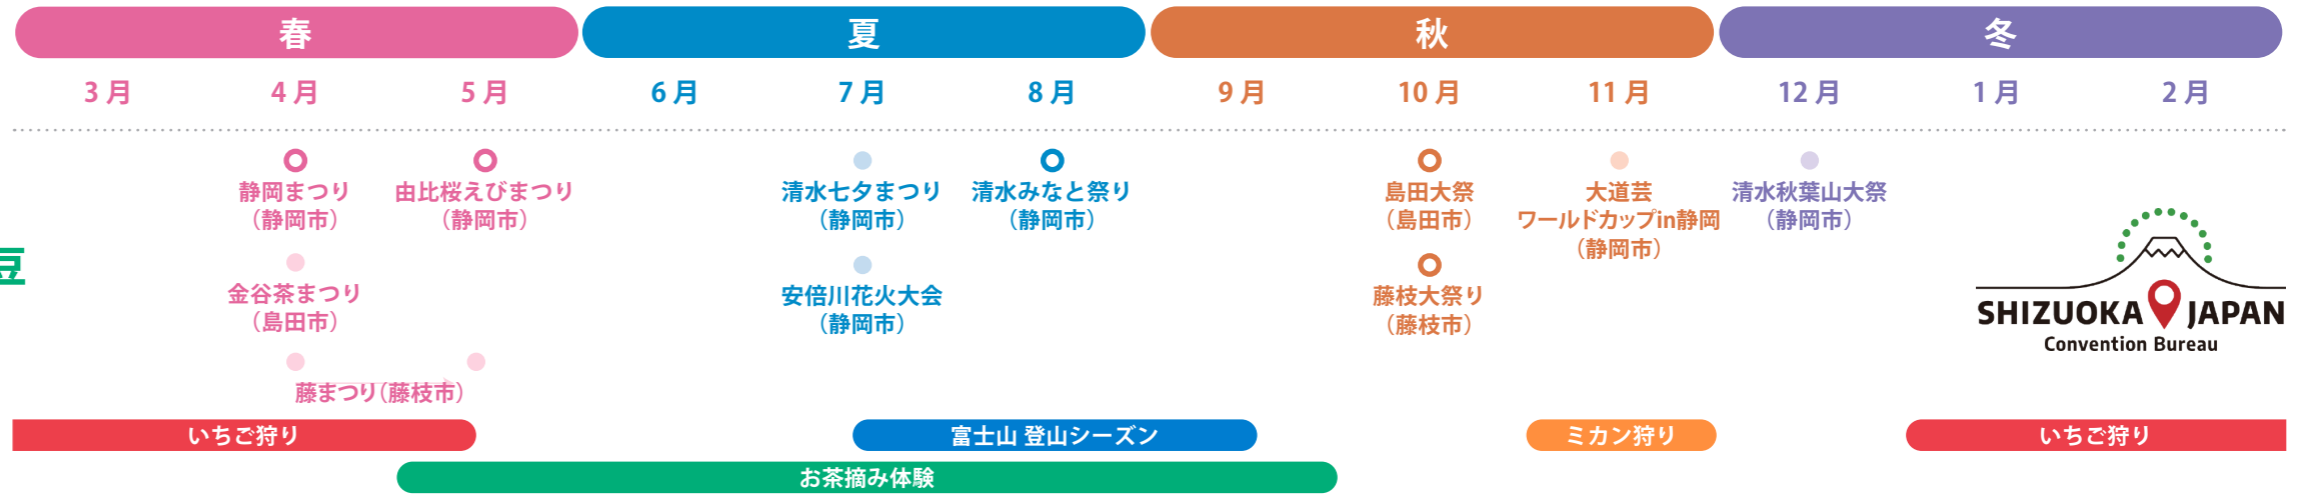 春 夏 秋 冬
3月 4月 5月 6月 7月 8月 9月 10月 11月 12月 1月 2月
静岡まつり
（静岡市）
由比桜えびまつり
（静岡市）
清水七夕まつり
（静岡市）
清水みなと祭り
（静岡市）
島田大祭
（島田市）
大道芸
ワールドカップin静岡
（静岡市）
清水秋葉山大祭
（静岡市）
豆
金谷茶まつり
（島田市）
安倍川花火大会
（静岡市）
藤枝大祭り
（藤枝市）
SHIZUOKA JAPAN
Convention Bureau
藤まつり（藤枝市）
いちご狩り
富士山 登山シーズン
ミカン狩り
いちご狩り
お茶摘み体験